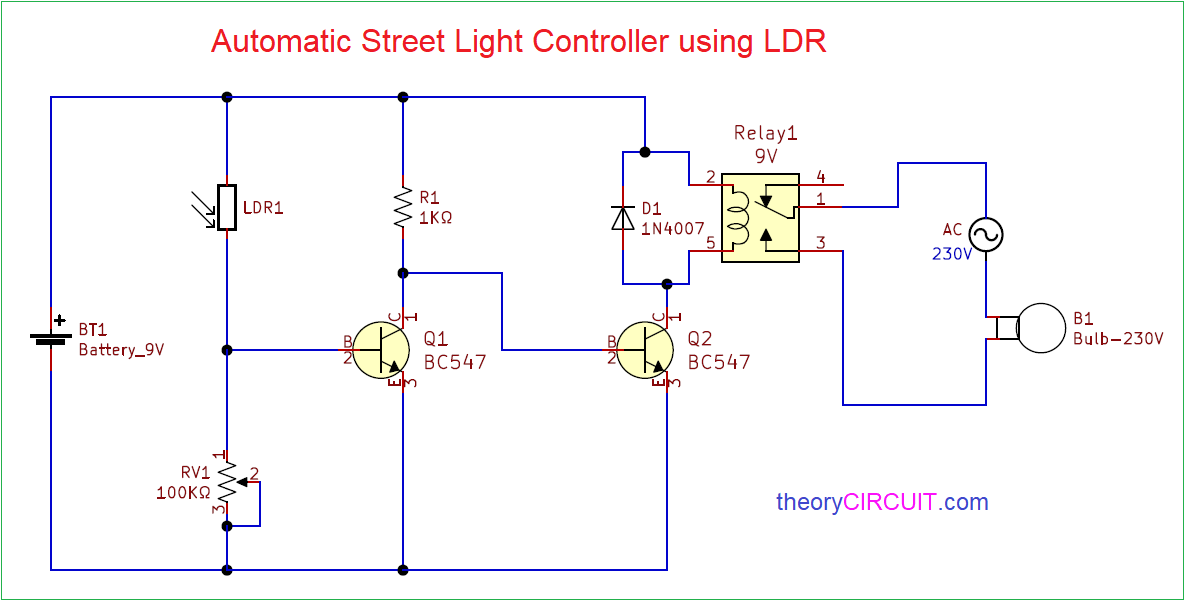 Automatic Street Light Controller using LDR
Relay1
9V
2
4
1
5
3
LDR1
R1
1KΩ
D1
1N4007
AC
230V
+
BT1
Battery_9V
B
2
C
1
E
3
Q1
BC547
B
2
C
1
E
3
Q2
BC547
B1
Bulb-230V
RV1
100KΩ
1
2
3
theoryCIRCUIT.com